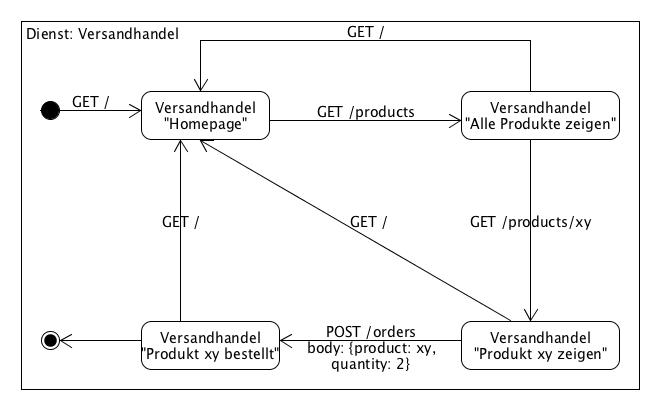 Dienst: Versandhandel
GET /
GET /
Versandhandel
"Homepage"
GET /products
Versandhandel
"Alle Produkte zeigen"
GET /
GET /
GET /products/xy
Versandhandel
"Produkt xy bestellt"
POST /orders
body: {product: xy,
quantity: 2}
Versandhandel
"Produkt xy zeigen"